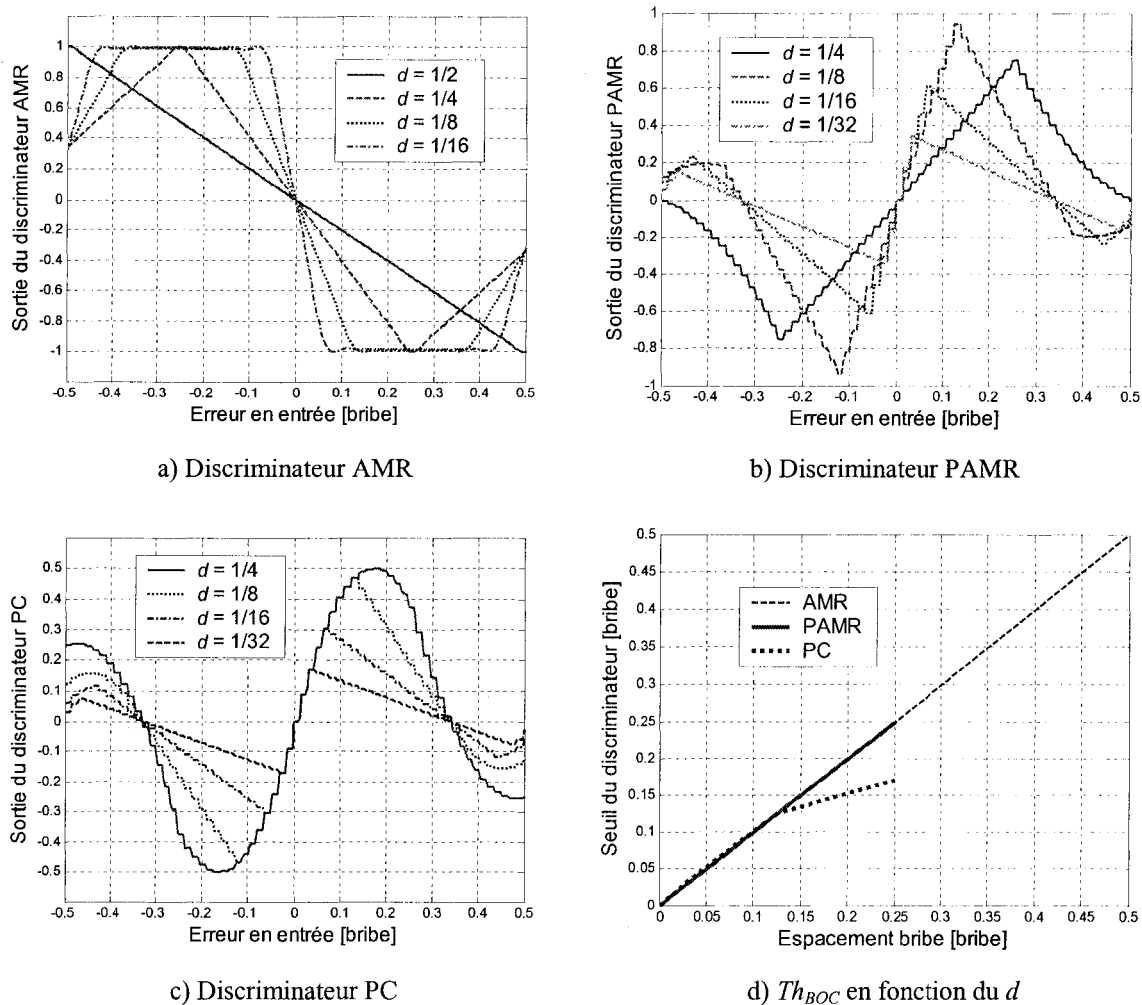 Sortie du discriminateur AMR
1
0.8
0.6
0.4
0.2
0
-0.2
-0.4
-0.6
-0.8
-1
d = 1/2
d = 1/4
d = 1/8
d = 1/16
-0.5 -0.4 -0.3 -0.2 -0.1 0 0.1 0.2 0.3 0.4 0.5
Erreur en entrée [bribe]
a) Discriminateur AMR
Sortie du discriminateur PAMR
1
0.8
0.6
0.4
0.2
0
-0.2
-0.4
-0.6
-0.8
-1
d = 1/4
d = 1/8
d = 1/16
d = 1/32
-0.5 -0.4 -0.3 -0.2 -0.1 0 0.1 0.2 0.3 0.4 0.5
Erreur en entrée [bribe]
b) Discriminateur PAMR
Sortie du discriminateur PC
0.5
0.4
0.3
0.2
0.1
0
-0.1
-0.2
-0.3
-0.4
-0.5
d = 1/4
d = 1/8
d = 1/16
d = 1/32
-0.5 -0.4 -0.3 -0.2 -0.1 0 0.1 0.2 0.3 0.4 0.5
Erreur en entrée [bribe]
c) Discriminateur PC
Seuil du discriminateur [bribe]
0.5
0.45
0.4
0.35
0.3
0.25
0.2
0.15
0.1
0.05
0
AMR
PAMR
PC
0.05 0.1 0.15 0.2 0.25 0.3 0.35 0.4 0.45 0.5
Espacement bribe [bribe]
d) ThBOC en fonction du d